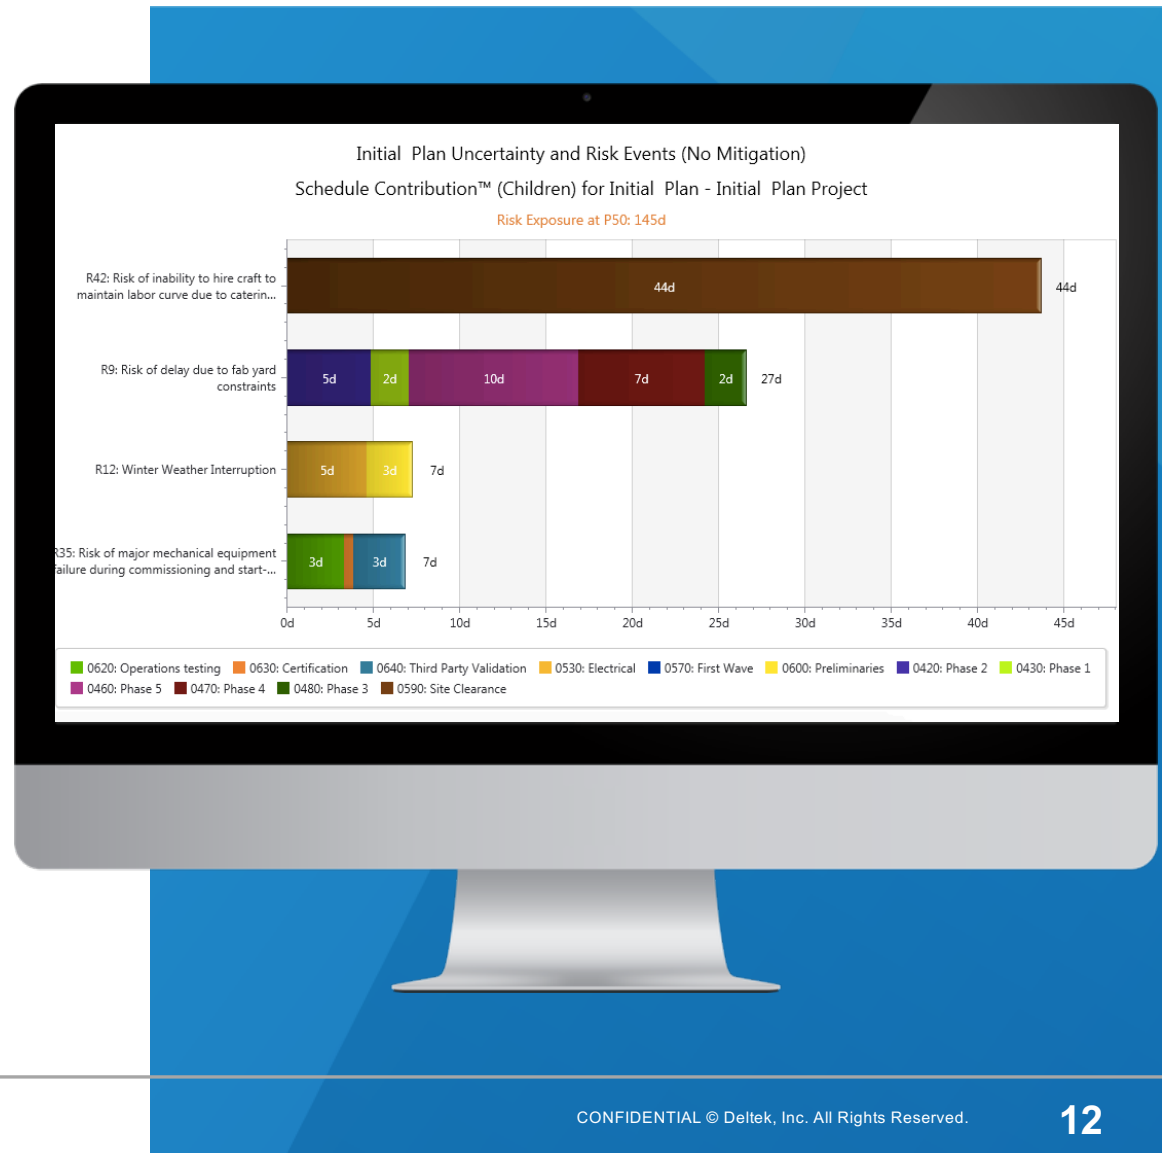 Initial Plan Uncertainty and Risk Events (No Mitigation)
Schedule Contribution™ (Children) for Initial Plan - Initial Plan Project
Risk Exposure at P50: 145d
R42: Risk of inability to hire craft to
maintain labor curve due to caterin...
44d
44d
R9: Risk of delay due to fab yard
constraints
5d
2d
10d
7d
2d
27d
R12: Winter Weather Interruption
5d
3d
7d
R35: Risk of major mechanical equipment
failure during commissioning and start-...
3d
3d
7d
0d 5d 10d 15d 20d 25d 30d 35d 40d 45d
0620: Operations testing 0630: Certification 0640: Third Party Validation 0530: Electrical 0570: First Wave 0600: Preliminaries 0420: Phase 2 0430: Phase 1
0460: Phase 5 0470: Phase 4 0480: Phase 3 0590: Site Clearance
CONFIDENTIAL © Deltek, Inc. All Rights Reserved.
12